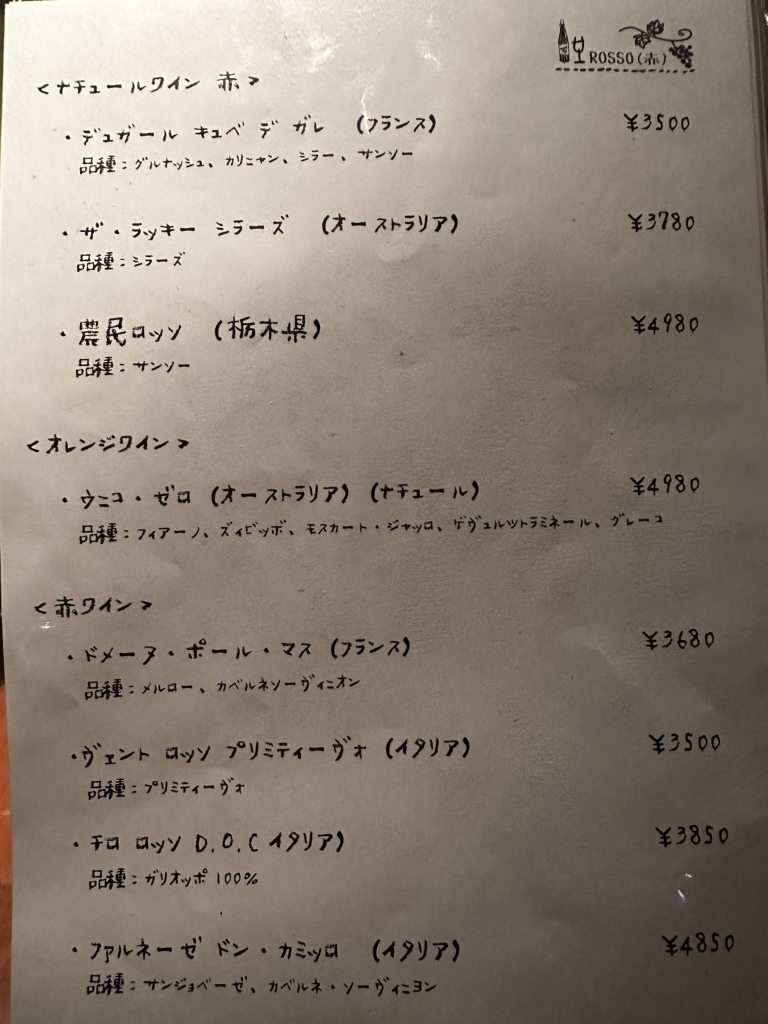 ROSSO(赤)
<ナチュールワイン 赤>
・デュガール キュベ デ ガレ (フランス) ¥3500
品種:グルナッシュ、カリニャン、シラー、サンソー
・ザ・ラッキー シラーズ (オーストラリア) ¥3780
品種:シラーズ
・農民ロッソ (栃木県) ¥4980
品種:サンソー
<オレンジワイン>
・ウニコ・ゼロ (オーストラリア) (ナチュール) ¥4980
品種:フィアーノ、ズィビッボ、モスカート・ジャッロ、ゲヴュルツトラミネール、グレーコ
<赤ワイン>
・ドメーヌ・ポール・マス (フランス) ¥3680
品種:メルロー、カベルネソーヴィニオン
・ヴェント ロッソ プリミティーヴォ (イタリア) ¥3500
品種:プリミティーヴォ
・チロ ロッソ D.O.C イタリア) ¥3850
品種:ガリオッポ 100%
・ファルネーゼ ドン・カミッロ (イタリア) ¥4850
品種:サンジョベーゼ、カベルネ・ソーヴィニヨン